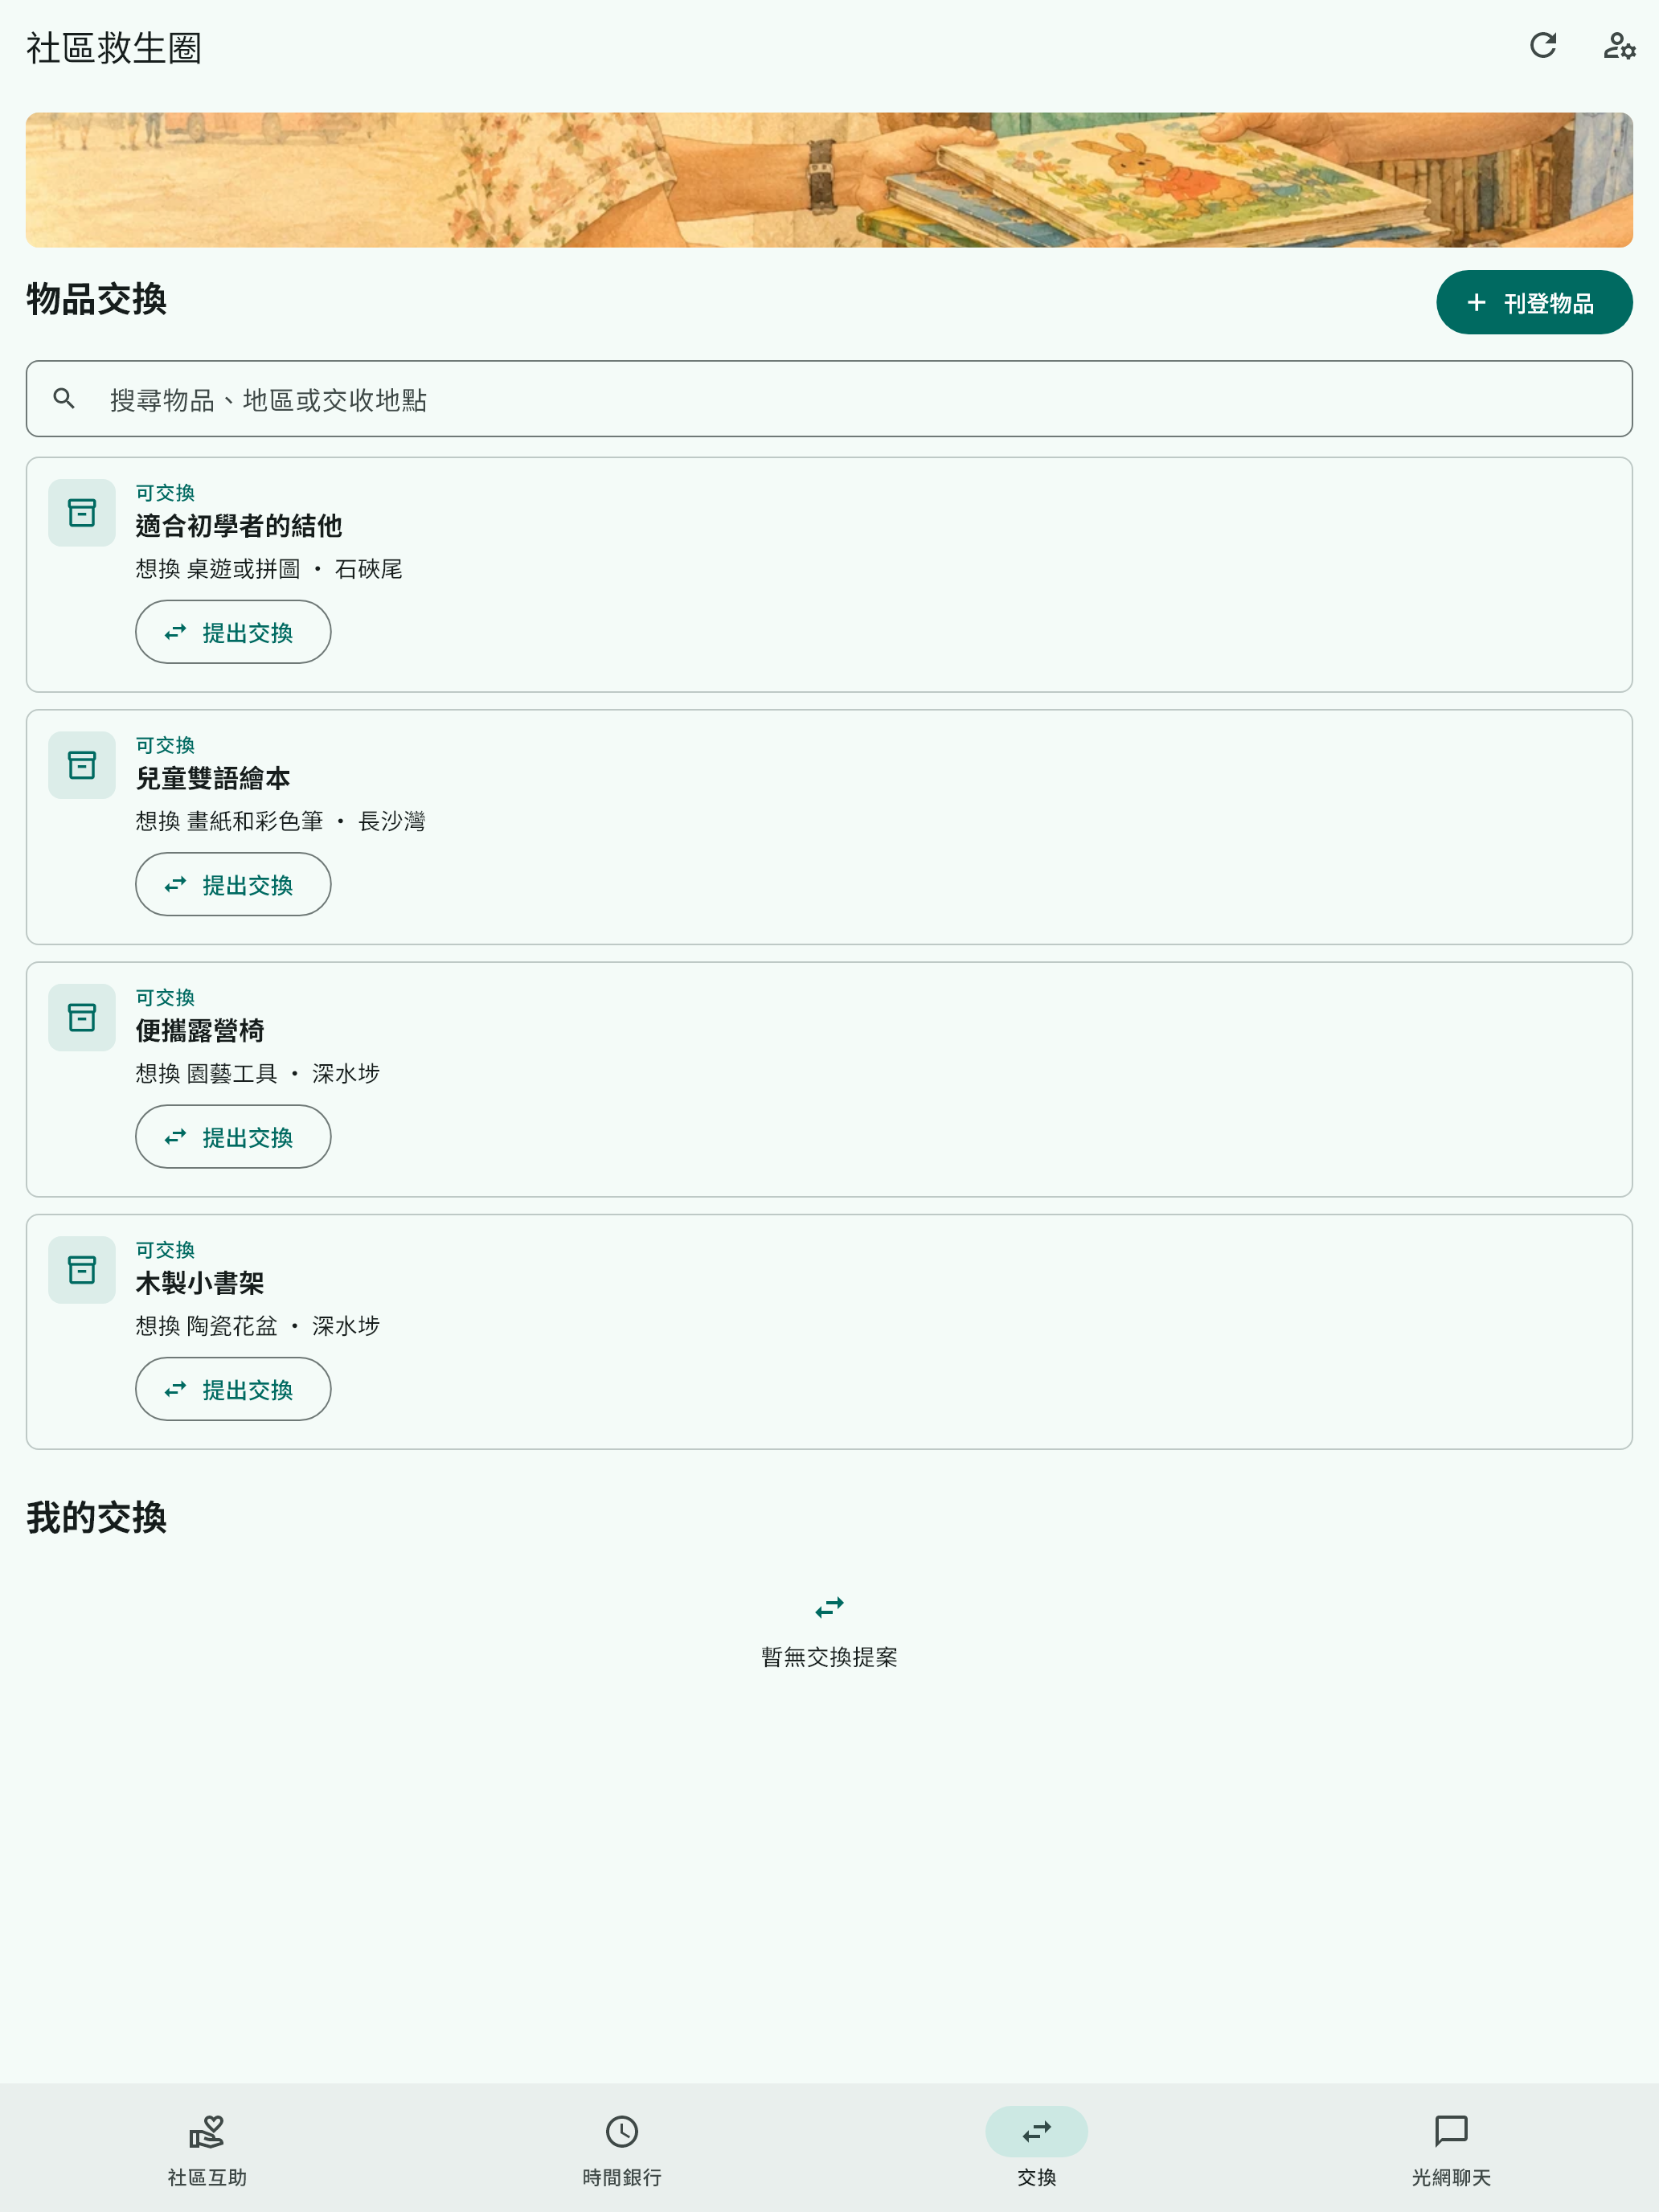 社區救生圈
物品交換
刊登物品
搜尋物品、地區或交收地點
可交換
適合初學者的結他
想換 桌遊或拼圖 • 石硤尾
提出交換
可交換
兒童雙語繪本
想換 畫紙和彩色筆 • 長沙灣
提出交換
可交換
便攜露營椅
想換 園藝工具 • 深水埗
提出交換
可交換
木製小書架
想換 陶瓷花盆 • 深水埗
提出交換
我的交換
暫無交換提案
社區互助
時間銀行
交換
光網聊天